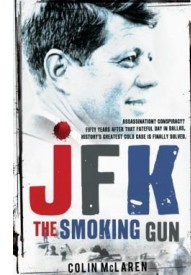 ASSASSINATION? CONSPIRACY?
FIFTY YEARS AFTER THAT FATEFUL DAY IN DALLAS,
HISTORY'S GREATEST COLD CASE IS FINALLY SOLVED.
JFK
THE SMOKING GUN
COLIN McLAREN